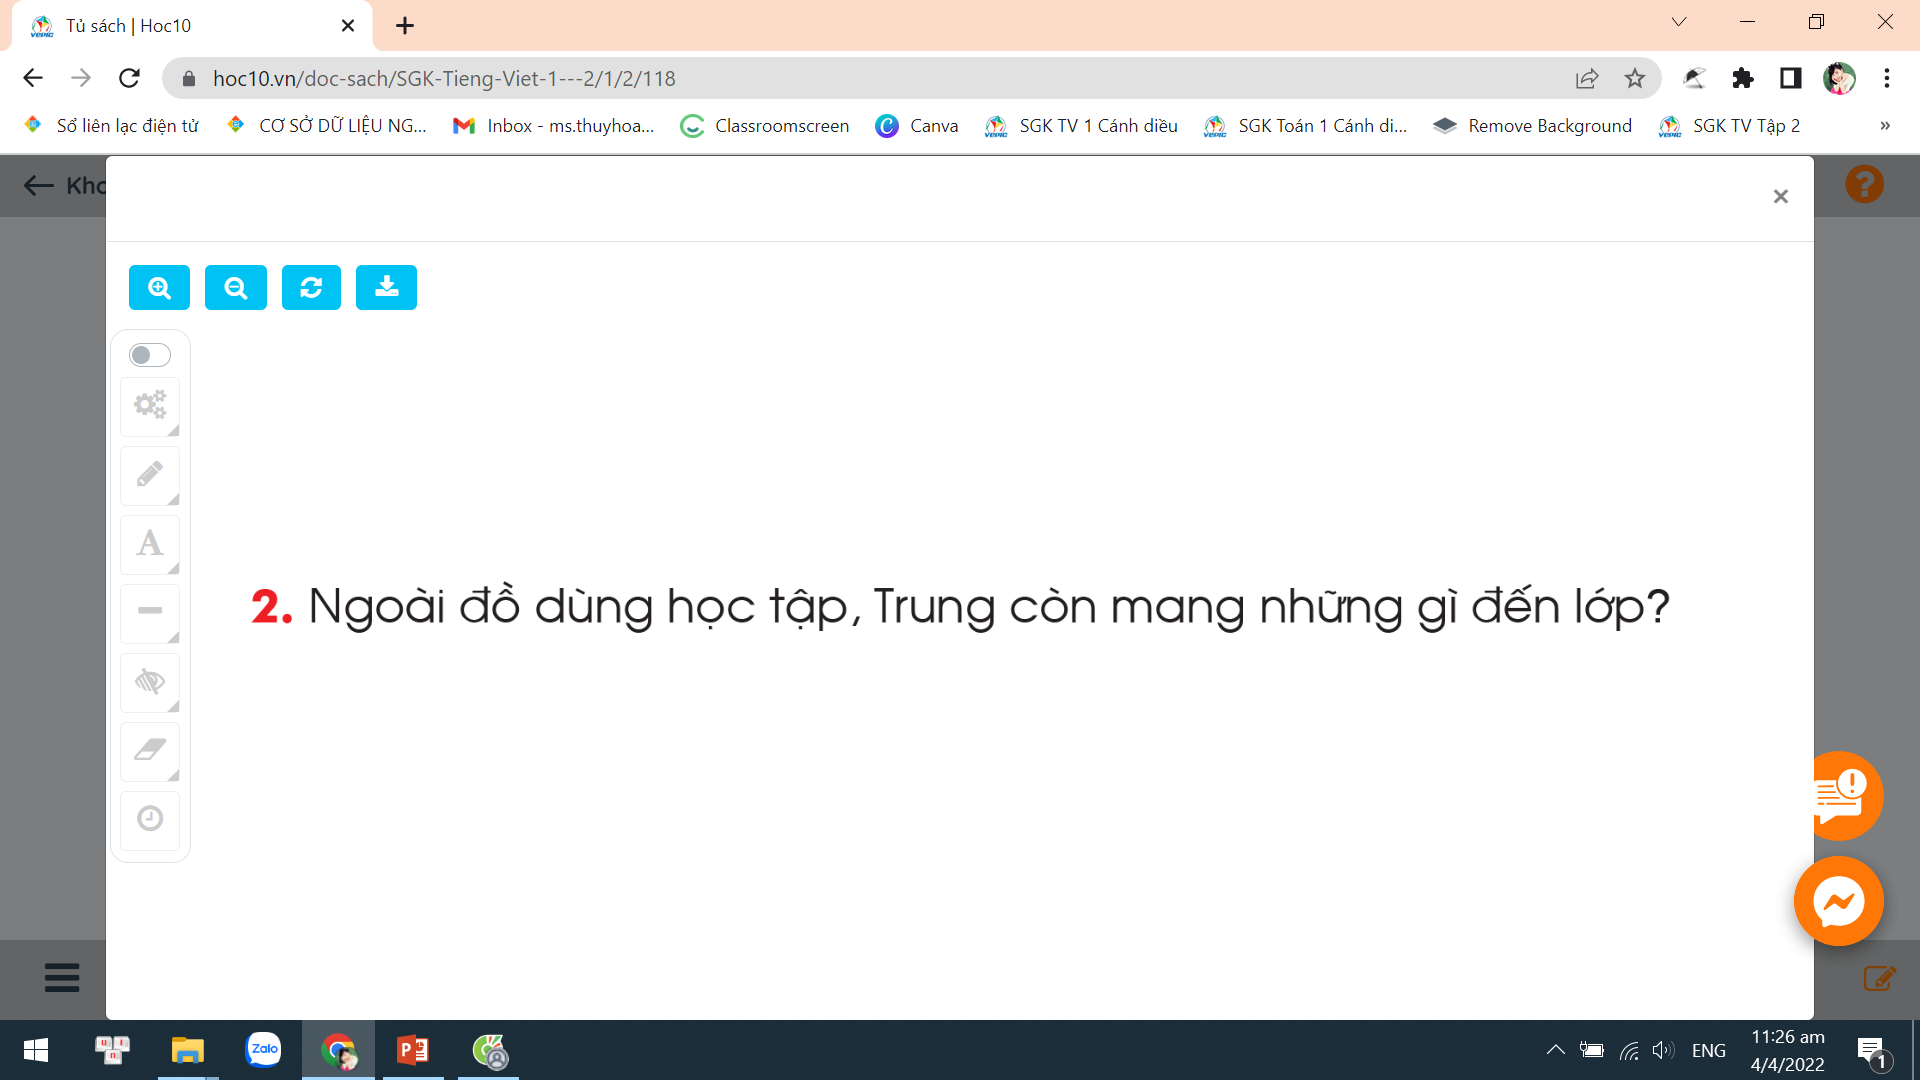 Tủ sách | Hoc10
hoc10.vn/doc-sach/SGK-Tieng-Viet-1---2/1/2/118
Sổ liên lạc điện tử
CƠ SỞ DỮ LIỆU NG...
Inbox - ms.thuyhoa...
Classroomscreen
Canva
SGK TV 1 Cánh diều
SGK Toán 1 Cánh di...
Remove Background
SGK TV Tập 2
»
Kho
2. Ngoài đồ dùng học tập, Trung còn mang những gì đến lớp?
Zalo
ENG
11:26 am
4/4/2022
1